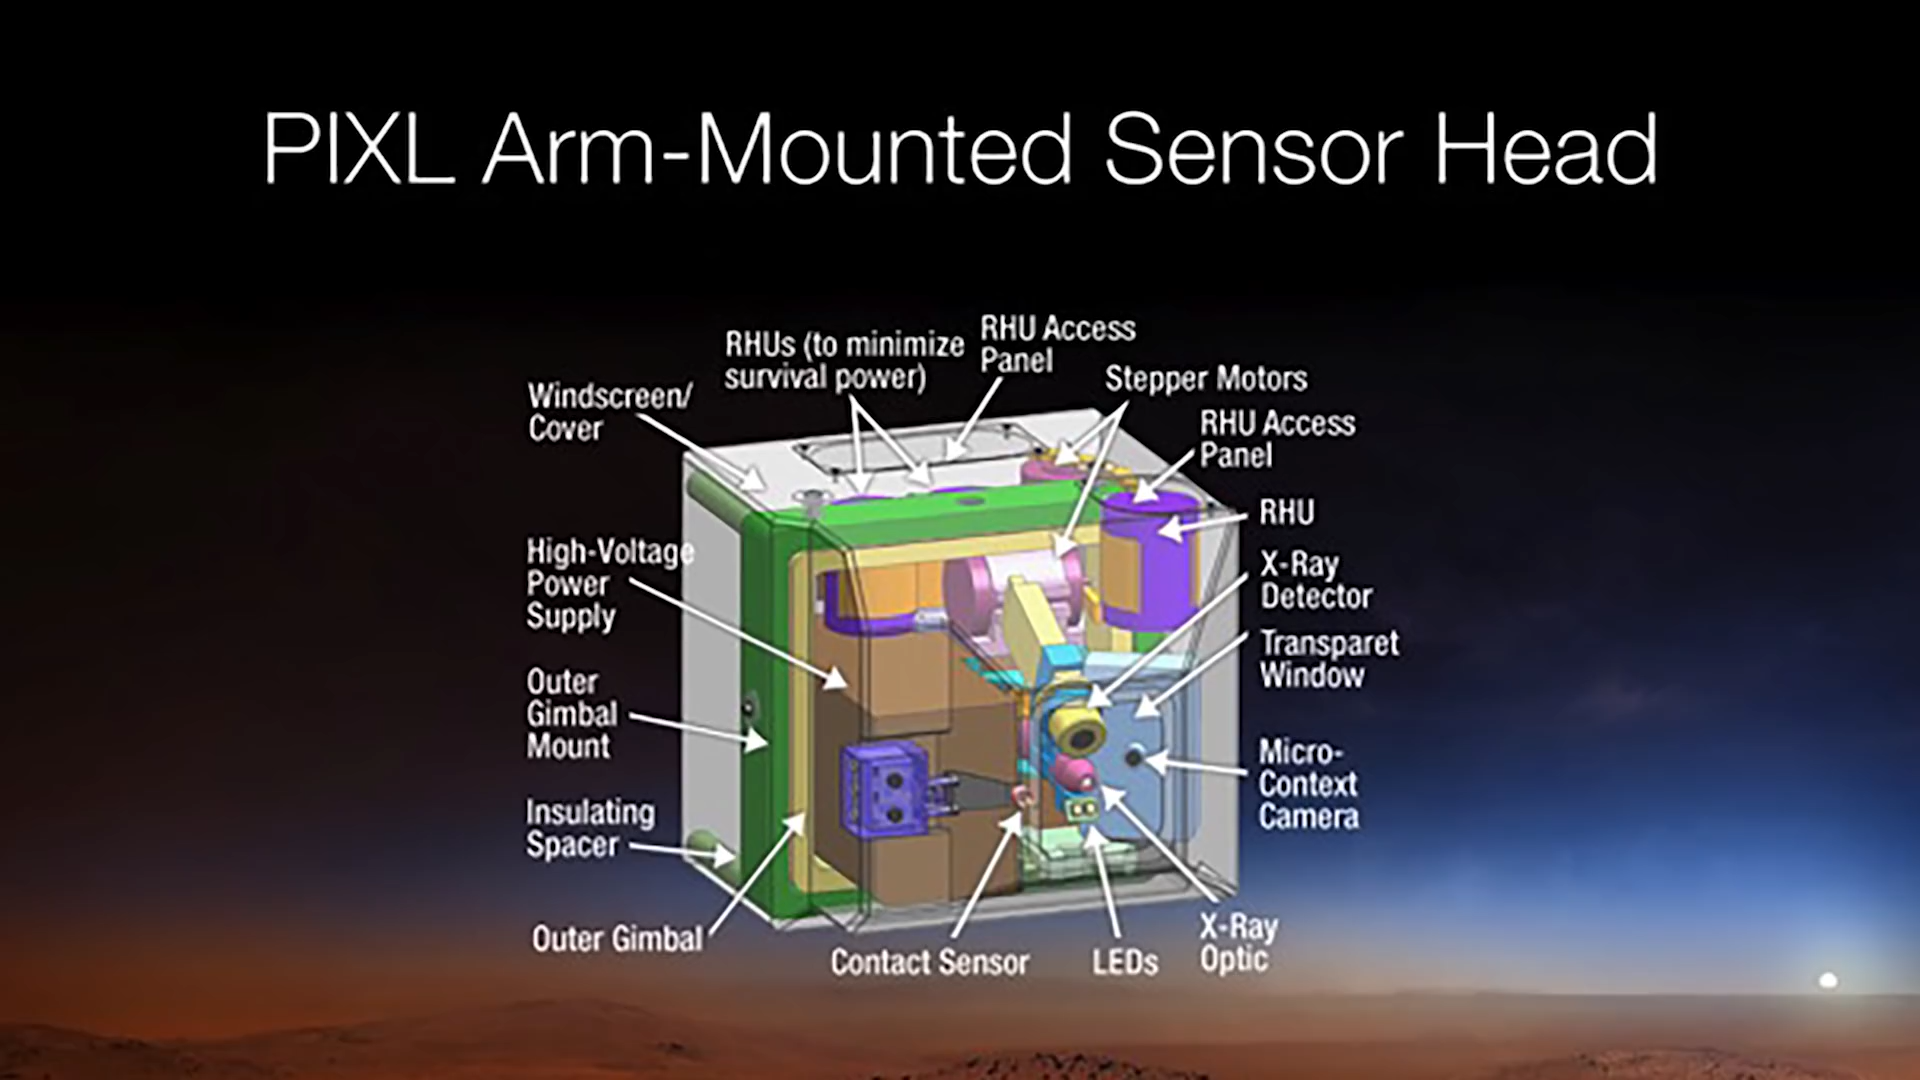 PIXL Arm-Mounted Sensor Head
RHUs (to minimize
survival power)
RHU Access
Panel
Stepper Motors
Windscreen/
Cover
RHU Access
Panel
RHU
High-Voltage
Power
Supply
X-Ray
Detector
Transparet
Window
Outer
Gimbal
Mount
Micro-
Context
Camera
Insulating
Spacer
Outer Gimbal
Contact Sensor
LEDs
X-Ray
Optic